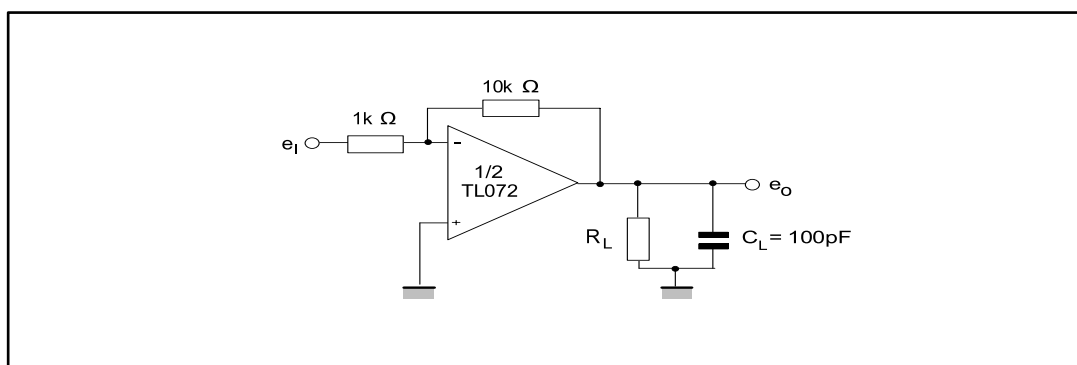 10k Ω
1k Ω
eI
-
1/2
TL072
+
eo
RL
CL = 100pF